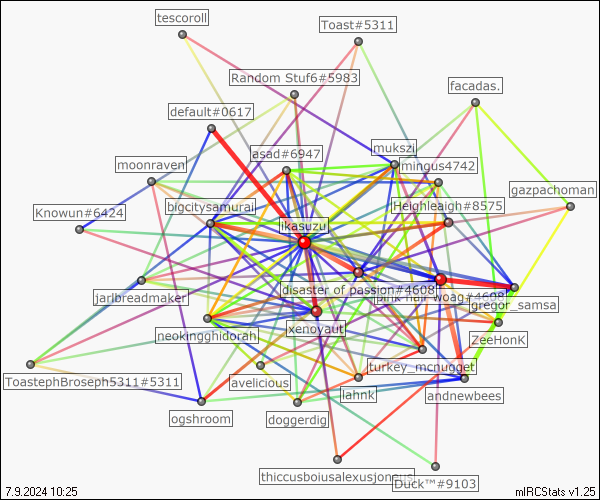 tescoroll
Toast#5311
Random Stuf6#5983
facadas.
default#0617
mukszi
asad#6947
moonraven
mingus4742
gazpachoman
Knowun#6424
bigcitysamurai
Heighleaigh#8575
ikasuzu
disaster of passion#4608
pink hair woag#4608
jarlbreadmaker
gregor_samsa
xenoyaut
neokingghidorah
ZeeHonK
turkey_mcnugget
ToastephBroseph5311#5311
avelicious
lahnk
andnewbees
ogshroom
doggerdig
thiccusboiusalexusjoneus
Duck™#9103
7.9.2024 10:25
mIRCStats v1.25